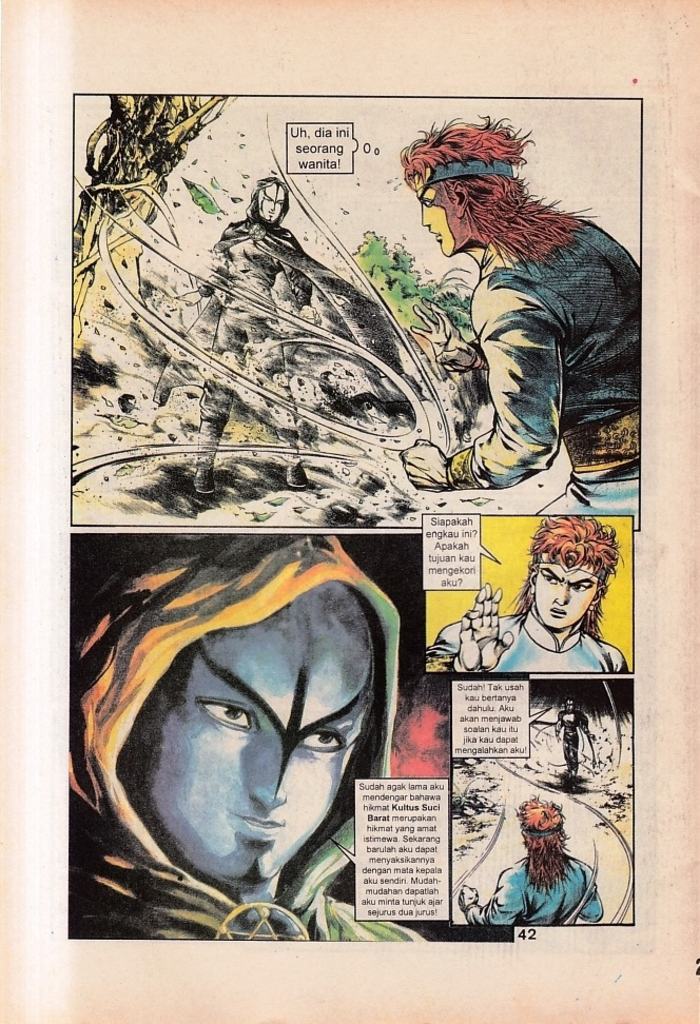 Uh, dia ini
seorang
wanita!
Siapakah
engkau ini?
Apakah
tujuan kau
mengekori
aku?
Sudah agak lama aku
mendengar bahawa
hikmat Kultus Suci
Barat merupakan
hikmat yang amat
istimewa. Sekarang
barulah aku dapat
menyaksikannya
dengan mata kepala
aku sendiri. Mudah-
mudahan dapatlah
aku minta tunjuk ajar
sejurus dua jurus!
Sudah! Tak usah
kau bertanya
dahulu. Aku
akan menjawab
soalan kau itu
jika kau dapat
mengalahkan aku!
42